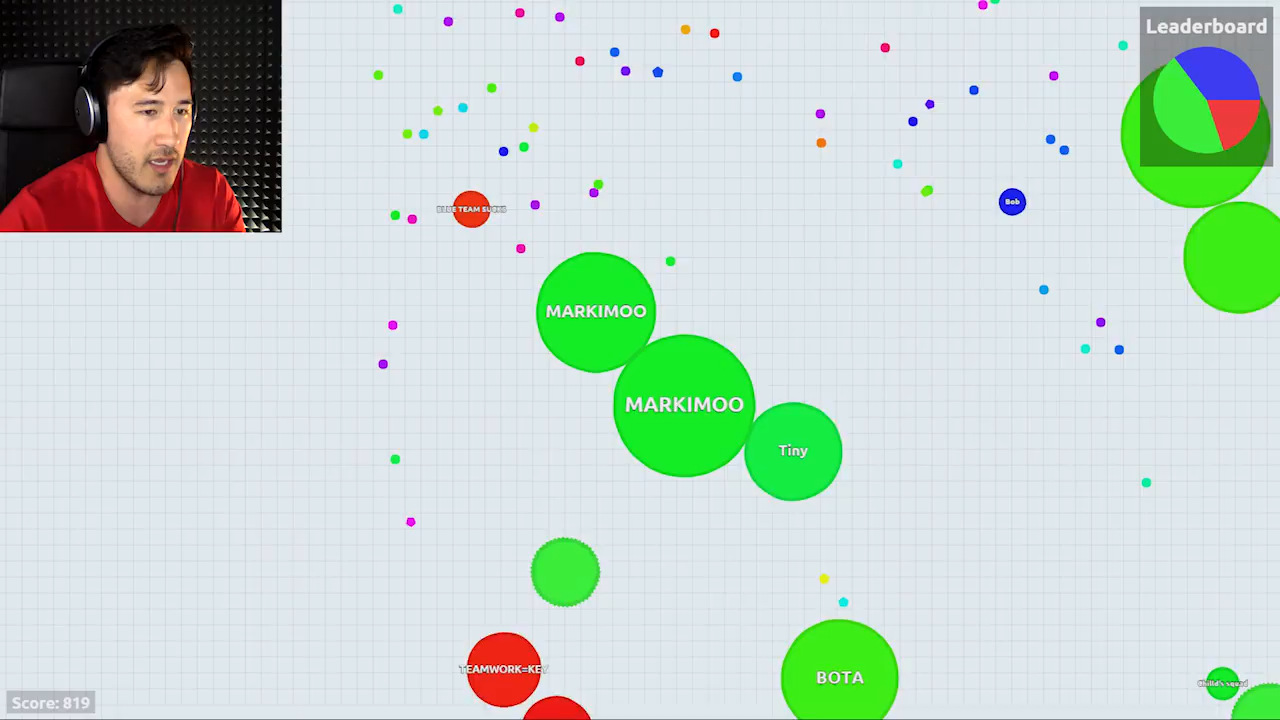 Leaderboard
Bob
BLUE TEAM SUCKS
MARKIMOO
MARKIMOO
Tiny
TEAMWORK=KEY
BOTA
Score: 819